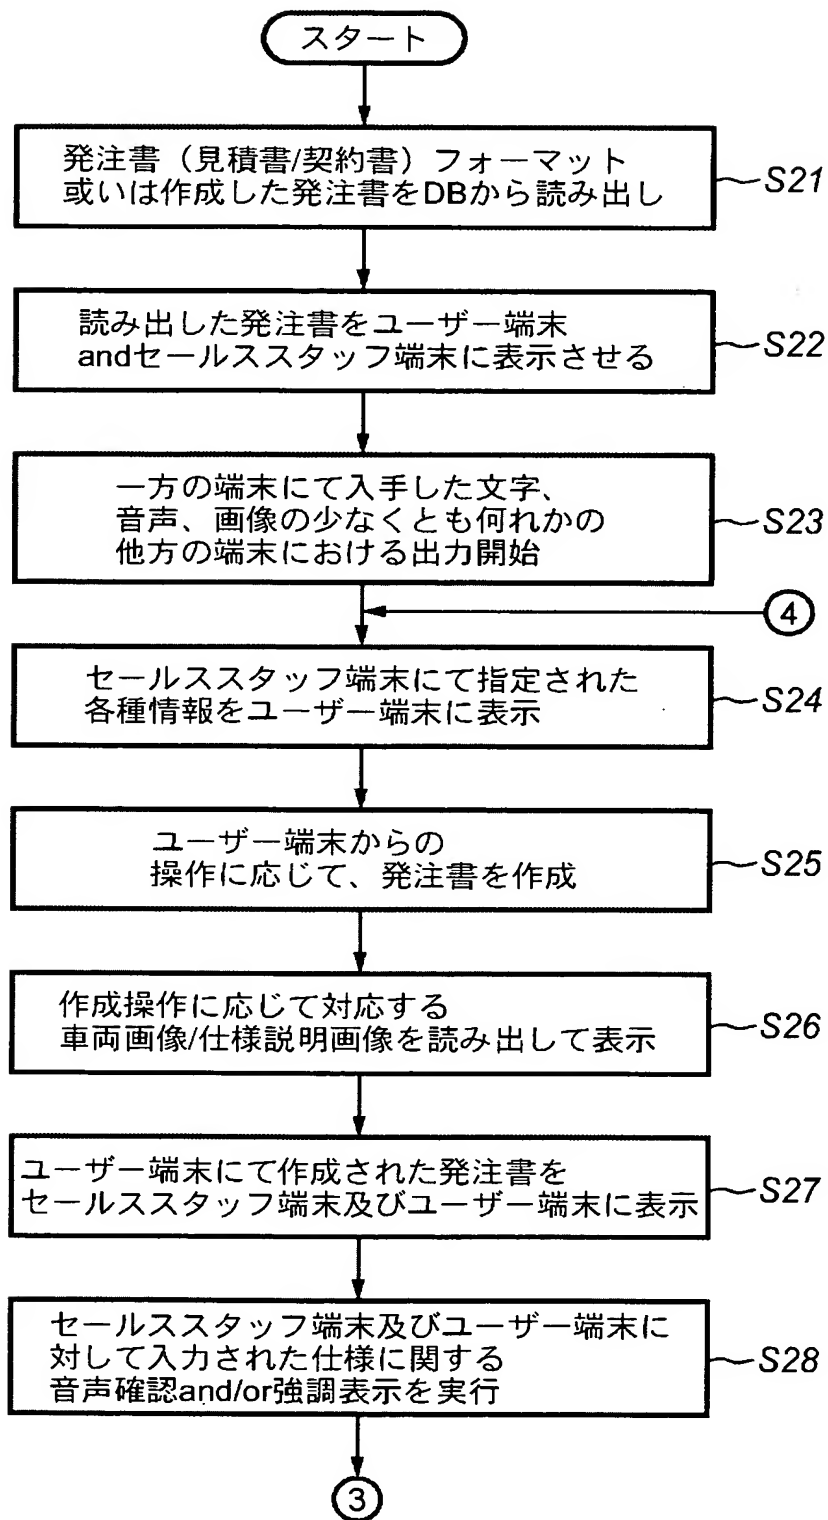 スタート
発注書（見積書/契約書）フォーマット
或いは作成した発注書をDBから読み出し
S21
読み出した発注書をユーザー端末
andセールススタッフ端末に表示させる
S22
一方の端末にて入手した文字、
音声、画像の少なくとも何れかの
他方の端末における出力開始
S23
4
セールススタッフ端末にて指定された
各種情報をユーザー端末に表示
S24
ユーザー端末からの
操作に応じて、発注書を作成
S25
作成操作に応じて対応する
車両画像/仕様説明画像を読み出して表示
S26
ユーザー端末にて作成された発注書を
セールススタッフ端末及びユーザー端末に表示
S27
セールススタッフ端末及びユーザー端末に
対して入力された仕様に関する
音声確認and/or強調表示を実行
S28
3